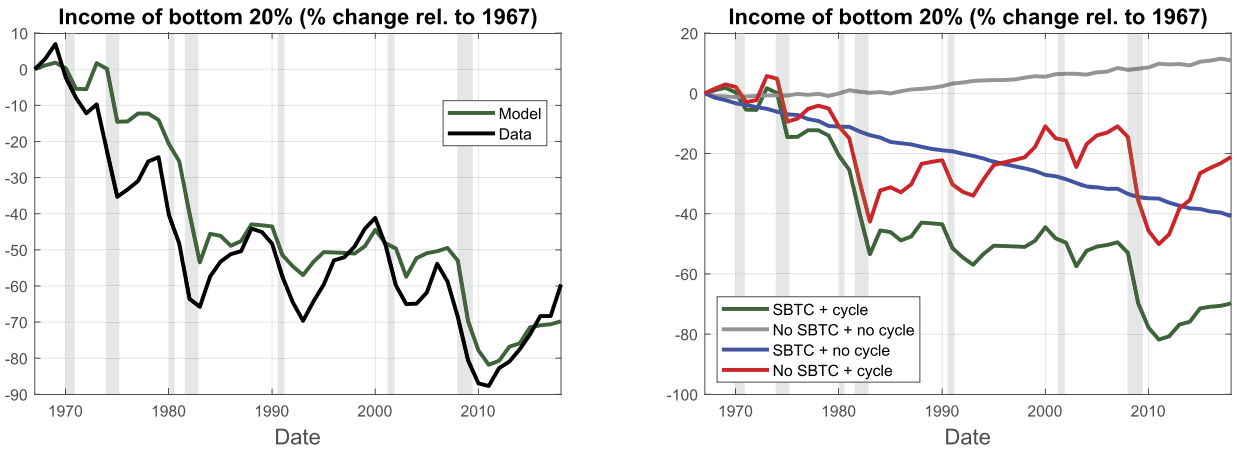 Income of bottom 20% (% change rel. to 1967)
10
0
-10
-20
-30
-40
-50
-60
-70
-80
-90
Model
Data
1970 1980 1990 2000 2010
Date
Income of bottom 20% (% change rel. to 1967)
20
0
-20
-40
-60
-80
-100
SBTC + cycle
No SBTC + no cycle
SBTC + no cycle
No SBTC + cycle
1970 1980 1990 2000 2010
Date